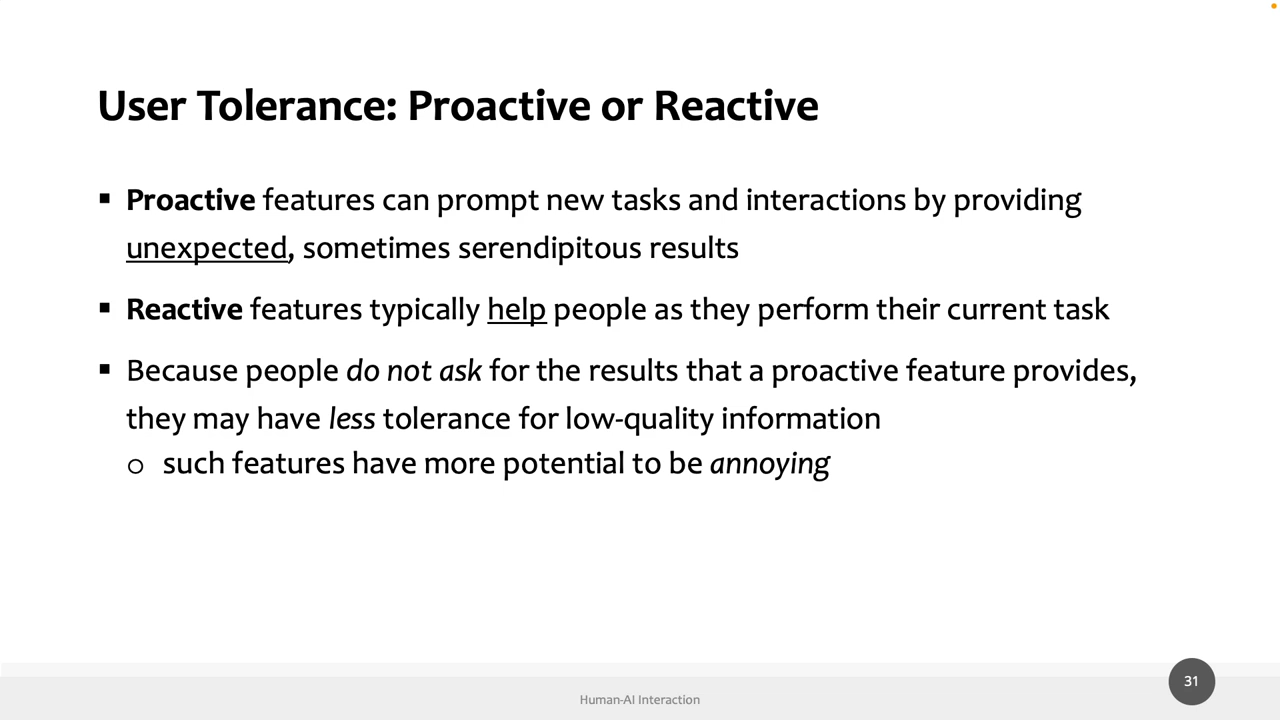 User Tolerance: Proactive or Reactive
▪ Proactive features can prompt new tasks and interactions by providing
unexpected, sometimes serendipitous results
▪ Reactive features typically help people as they perform their current task
▪ Because people do not ask for the results that a proactive feature provides,
they may have less tolerance for low-quality information
o such features have more potential to be annoying
31
Human-AI Interaction